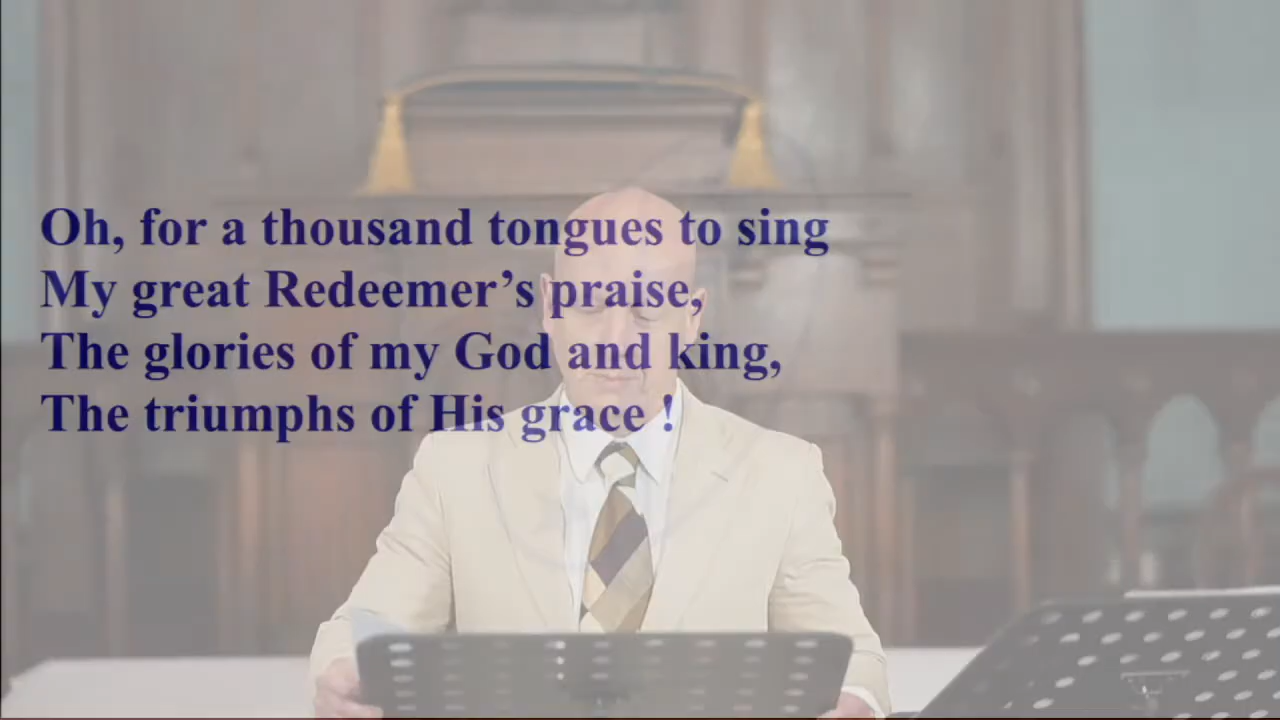 Oh, for a thousand tongues to sing
My great Redeemer’s praise,
The glories of my God and king,
The triumphs of His grace !